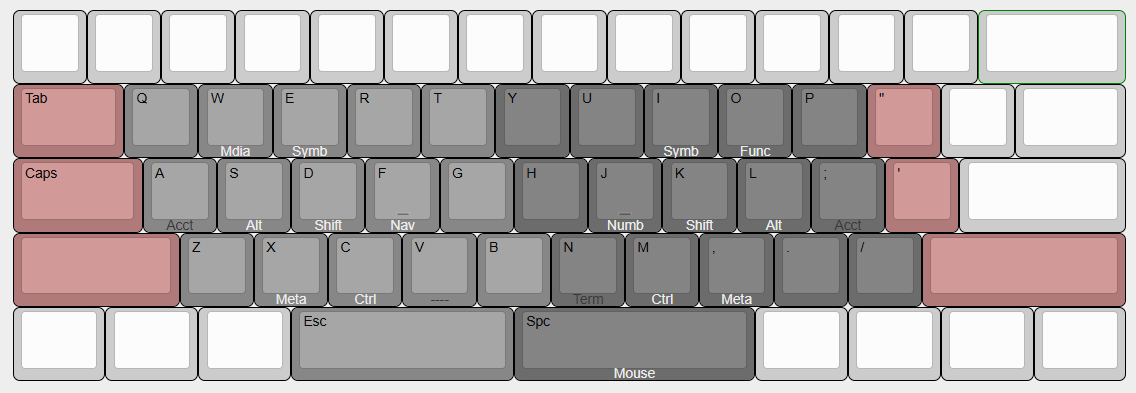 Tab Q W E R T Y U I O P "
Mdia Symb Symb Func
Caps A S D F G H J K L ; '
Acct Alt Shift Nav Numb Shift Alt Acct
Z X C V B N M , . /
Meta Ctrl ---- Term Ctrl Meta
Esc Spc
Mouse